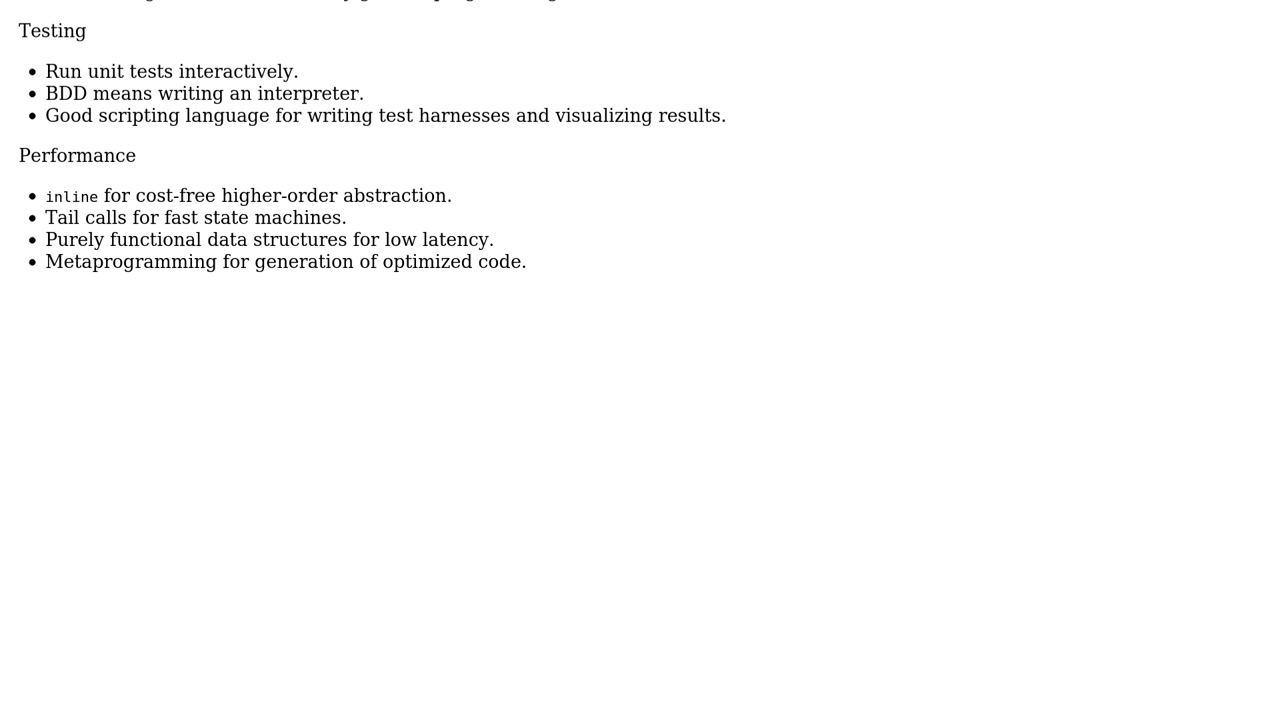 Testing
Run unit tests interactively.
BDD means writing an interpreter.
Good scripting language for writing test harnesses and visualizing results.
Performance
inline for cost-free higher-order abstraction.
Tail calls for fast state machines.
Purely functional data structures for low latency.
Metaprogramming for generation of optimized code.